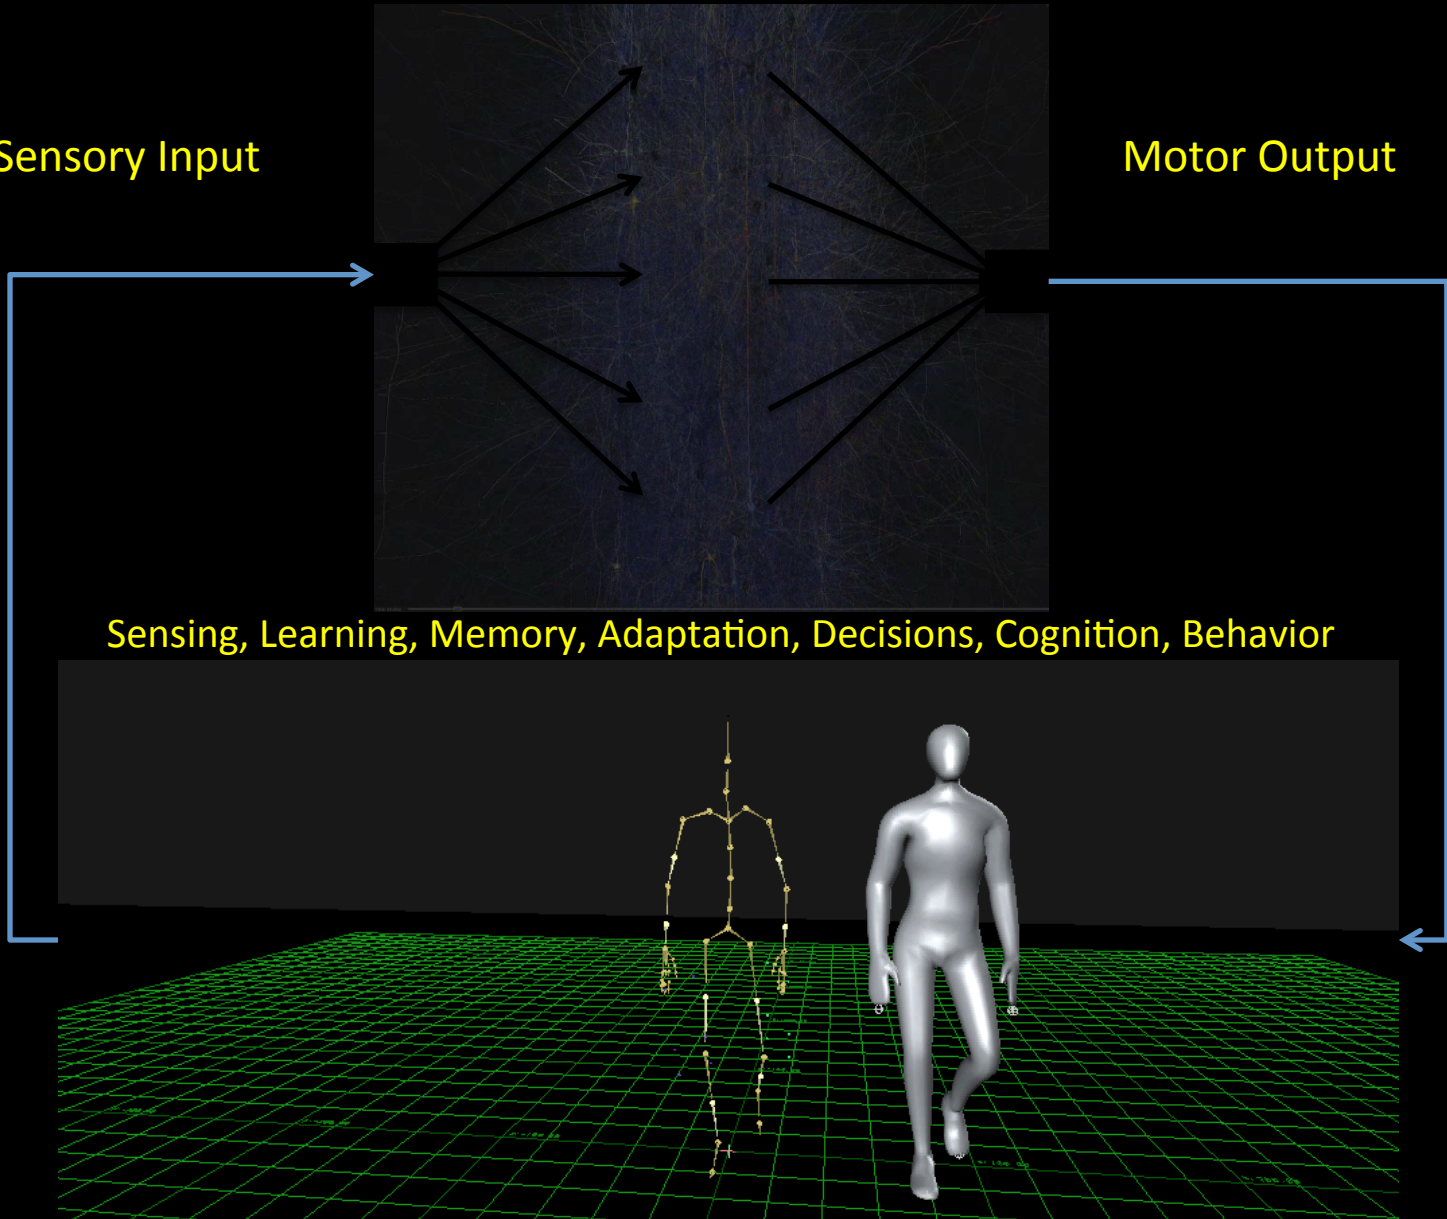 Sensory Input
Motor Output
Sensing, Learning, Memory, Adaptation, Decisions, Cognition, Behavior